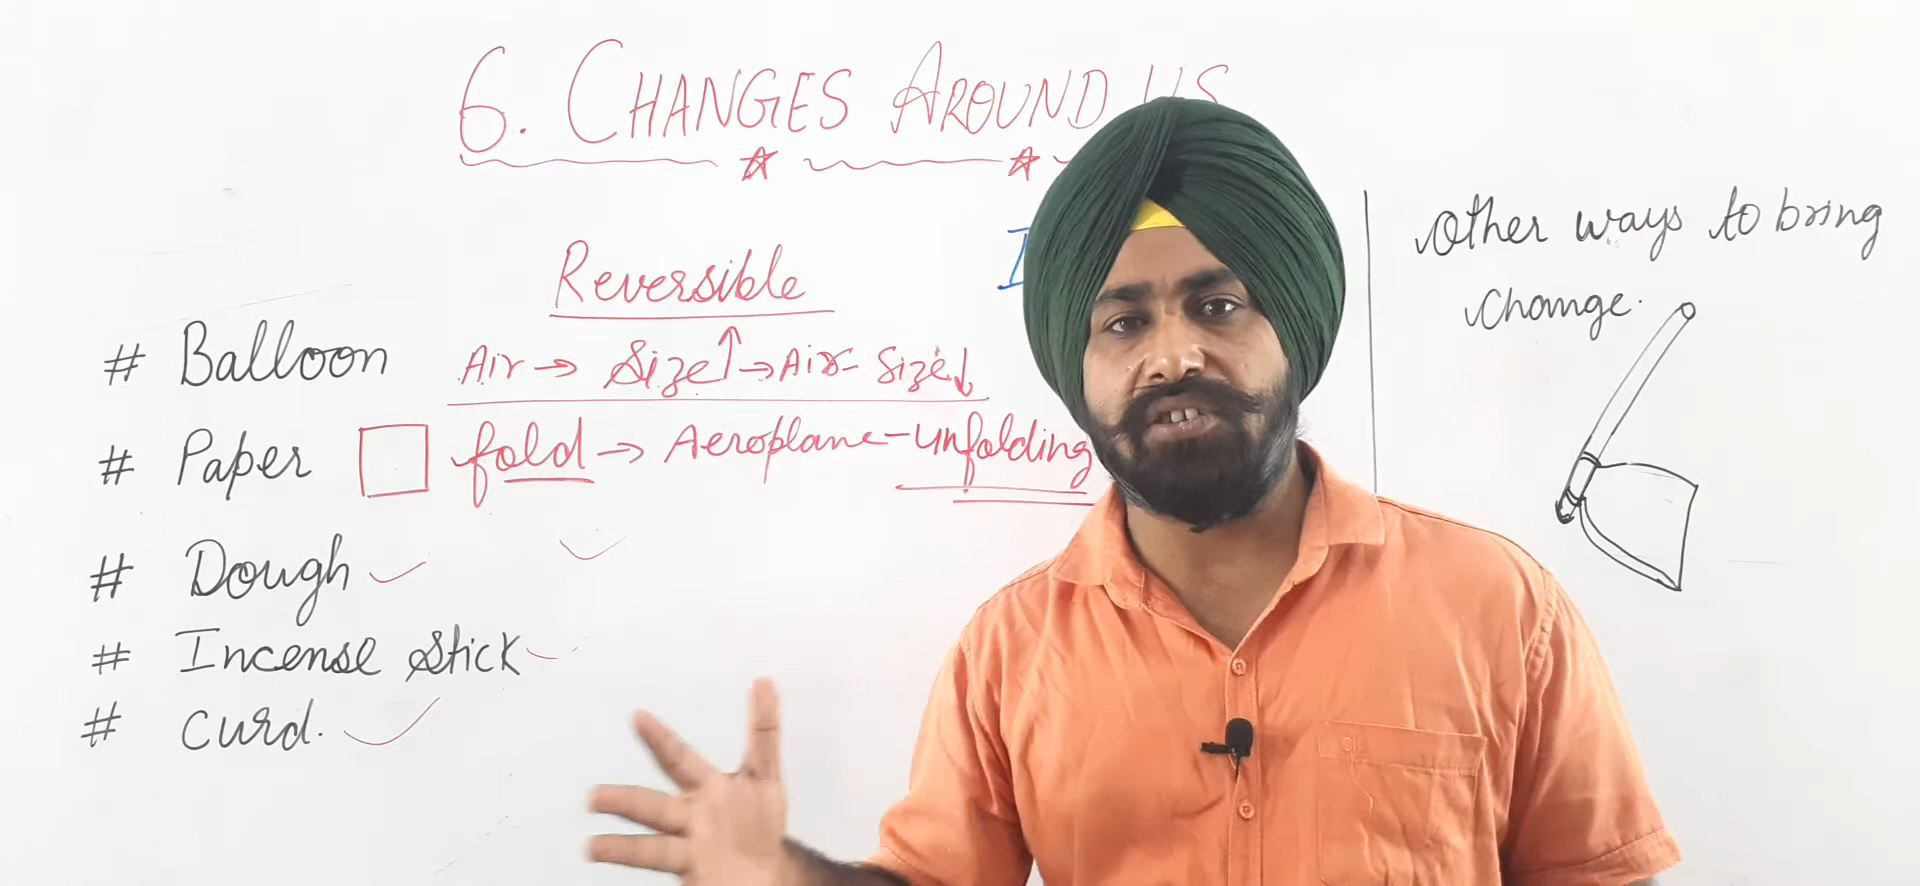 6. CHANGES AROUND US
Reversible
# Balloon Air → Size ↑ → Air - Size ↓
# Paper fold → Aeroplane - Unfolding
# Dough
# Incense Stick
# Curd.
Other ways to bring
Change.